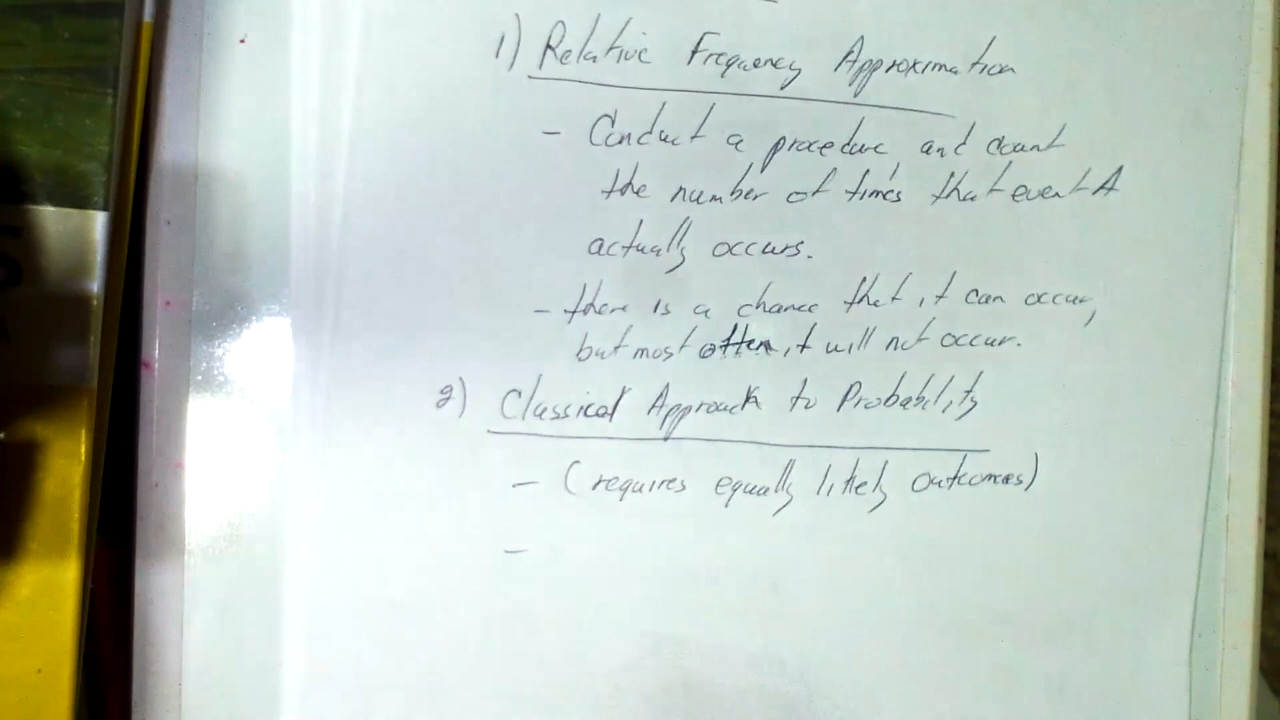 1) Relative Frequency Approximation
- Conduct a procedure, and count
the number of times that event A
actually occurs.
- there is a chance that it can occur,
but most often, it will not occur.
2) Classical Approach to Probability
- (requires equally likely outcomes)
-